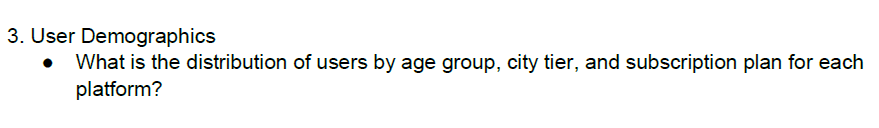 3. User Demographics
● What is the distribution of users by age group, city tier, and subscription plan for each
platform?